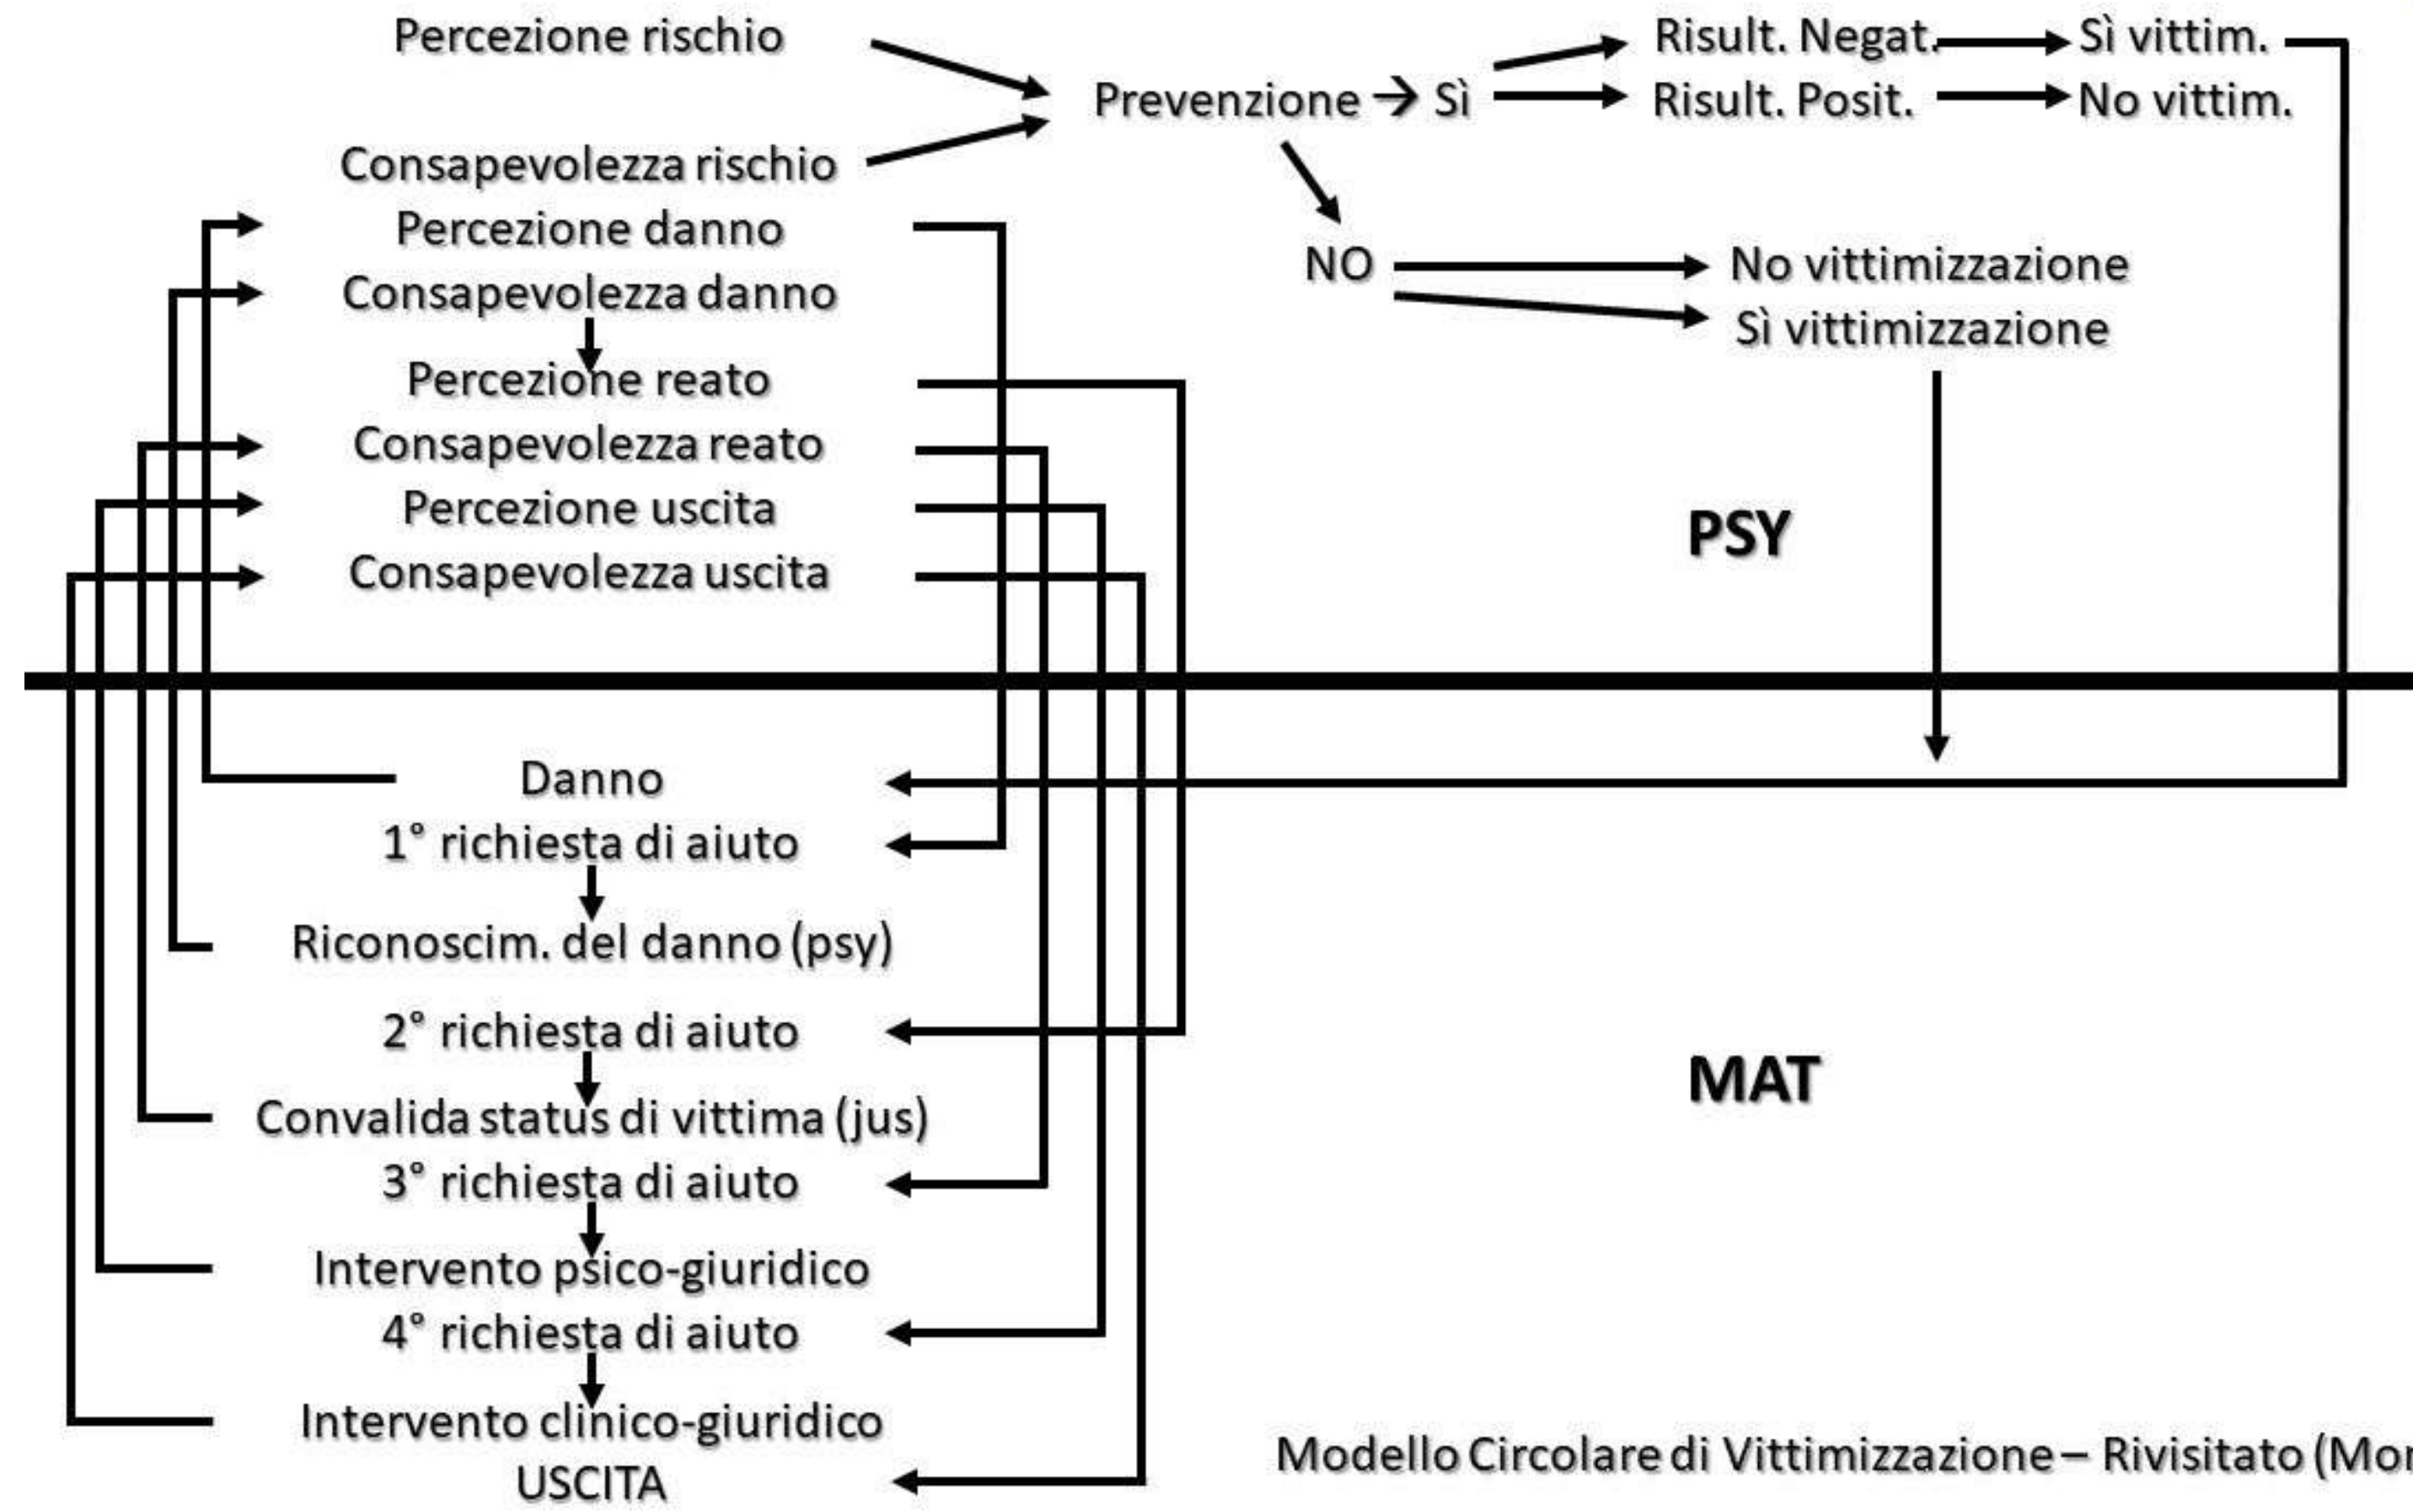 Percezione rischio
Consapevolezza rischio
Percezione danno
Consapevolezza danno
Percezione reato
Consapevolezza reato
Percezione uscita
Consapevolezza uscita
Prevenzione → Sì
Risult. Negat.
Sì vittim.
Risult. Posit.
No vittim.
NO
No vittimizzazione
Sì vittimizzazione
PSY
Danno
1° richiesta di aiuto
Riconoscim. del danno (psy)
2° richiesta di aiuto
Convalida status di vittima (jus)
3° richiesta di aiuto
Intervento psico-giuridico
4° richiesta di aiuto
Intervento clinico-giuridico
USCITA
MAT
Modello Circolare di Vittimizzazione – Rivisitato